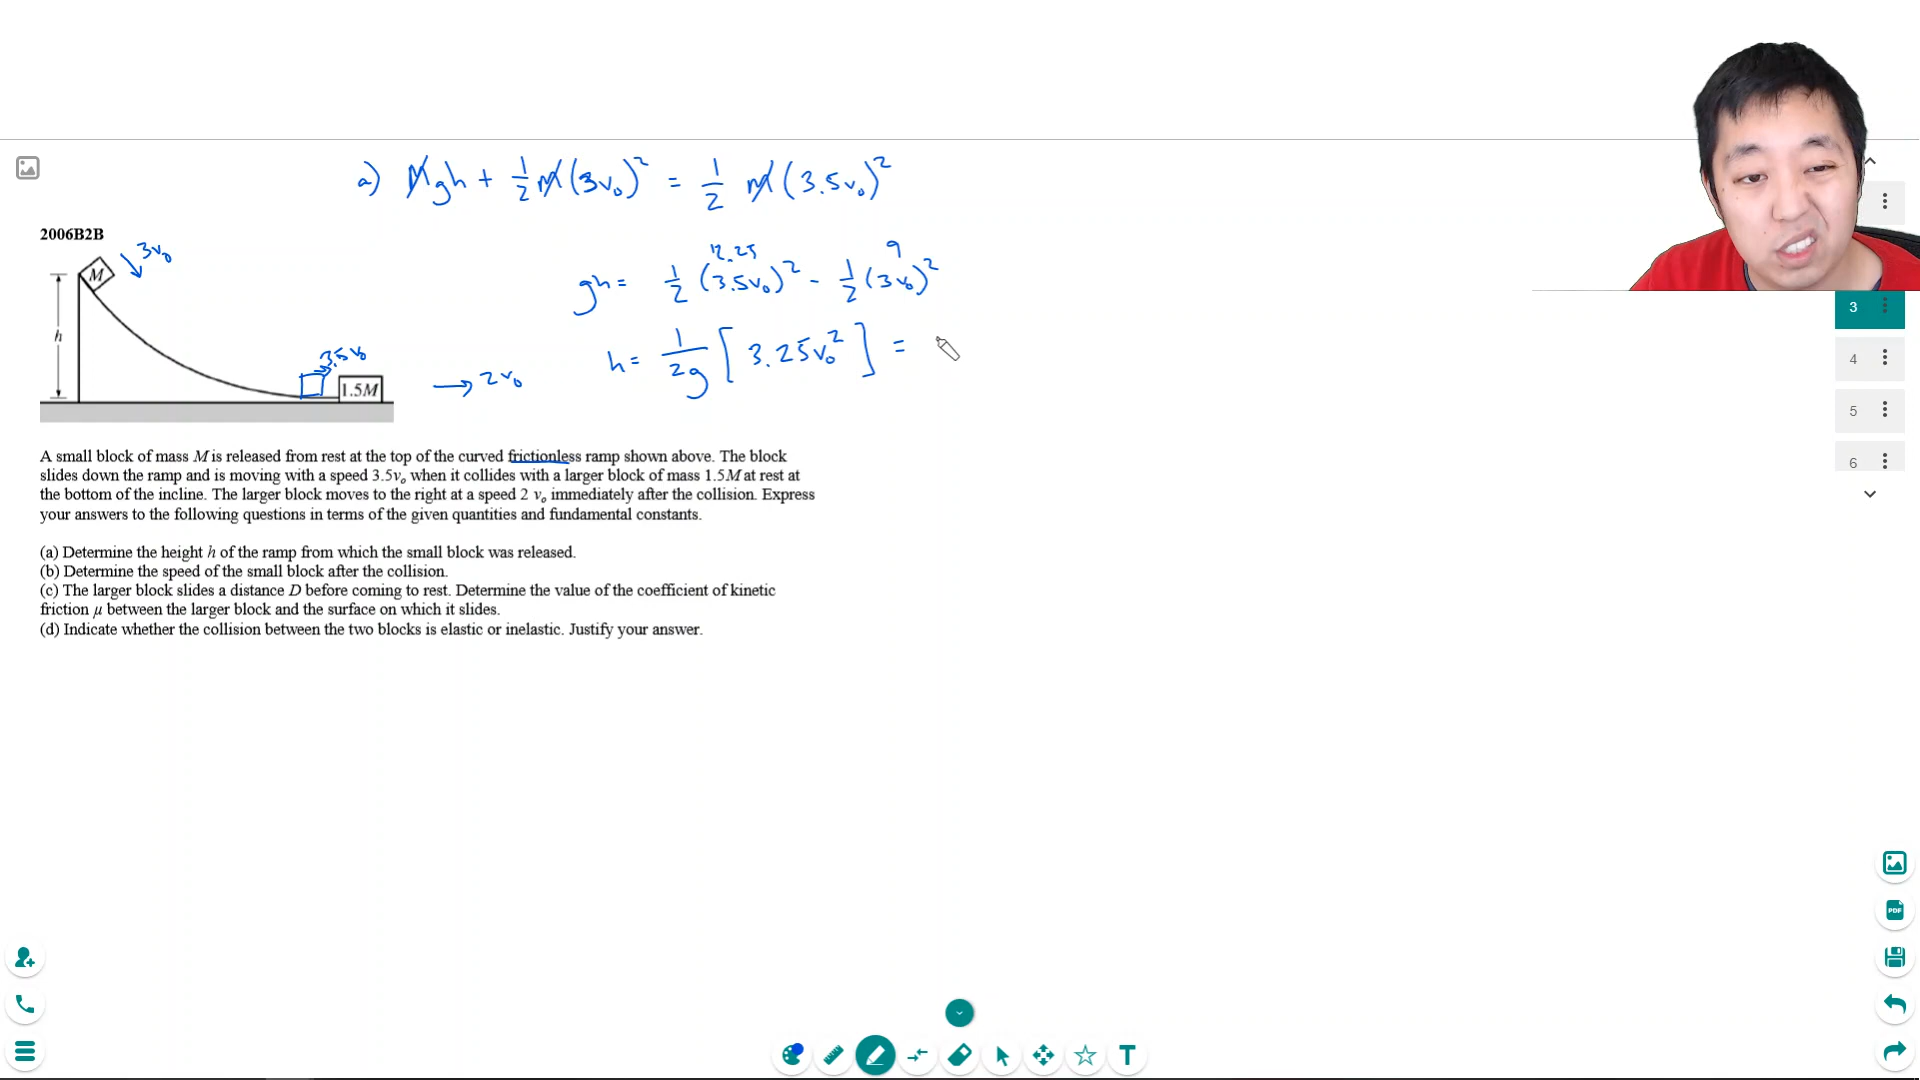 a) Mgh + 1/2 M(3v₀)² = 1/2 M(3.5v₀)²
2006B2B
3v₀
M
12.25
9
gh = 1/2 (3.5v₀)² - 1/2 (3v₀)²
h
h = 1/2g [3.25v₀²] =
3.5v₀
1.5M
→ 2v₀
A small block of mass M is released from rest at the top of the curved frictionless ramp shown above. The block
slides down the ramp and is moving with a speed 3.5vₒ when it collides with a larger block of mass 1.5M at rest at
the bottom of the incline. The larger block moves to the right at a speed 2 vₒ immediately after the collision. Express
your answers to the following questions in terms of the given quantities and fundamental constants.
(a) Determine the height h of the ramp from which the small block was released.
(b) Determine the speed of the small block after the collision.
(c) The larger block slides a distance D before coming to rest. Determine the value of the coefficient of kinetic
friction μ between the larger block and the surface on which it slides.
(d) Indicate whether the collision between the two blocks is elastic or inelastic. Justify your answer.
3
4
5
6
PDF
T